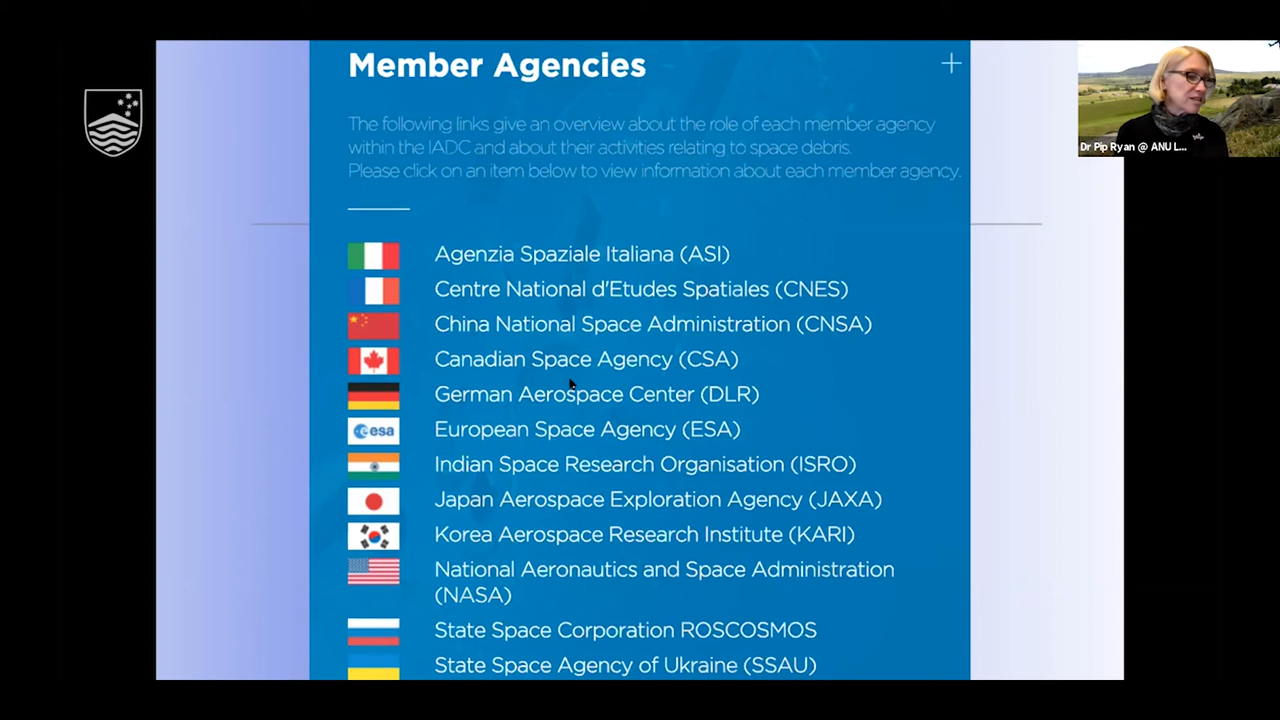 Member Agencies
The following links give an overview about the role of each member agency
within the IADC and about their activities relating to space debris.
Please click on an item below to view information about each member agency.
Agenzia Spaziale Italiana (ASI)
Centre National d'Etudes Spatiales (CNES)
China National Space Administration (CNSA)
Canadian Space Agency (CSA)
German Aerospace Center (DLR)
esa European Space Agency (ESA)
Indian Space Research Organisation (ISRO)
Japan Aerospace Exploration Agency (JAXA)
Korea Aerospace Research Institute (KARI)
National Aeronautics and Space Administration
(NASA)
State Space Corporation ROSCOSMOS
State Space Agency of Ukraine (SSAU)
Dr Pip Ryan @ ANU L...